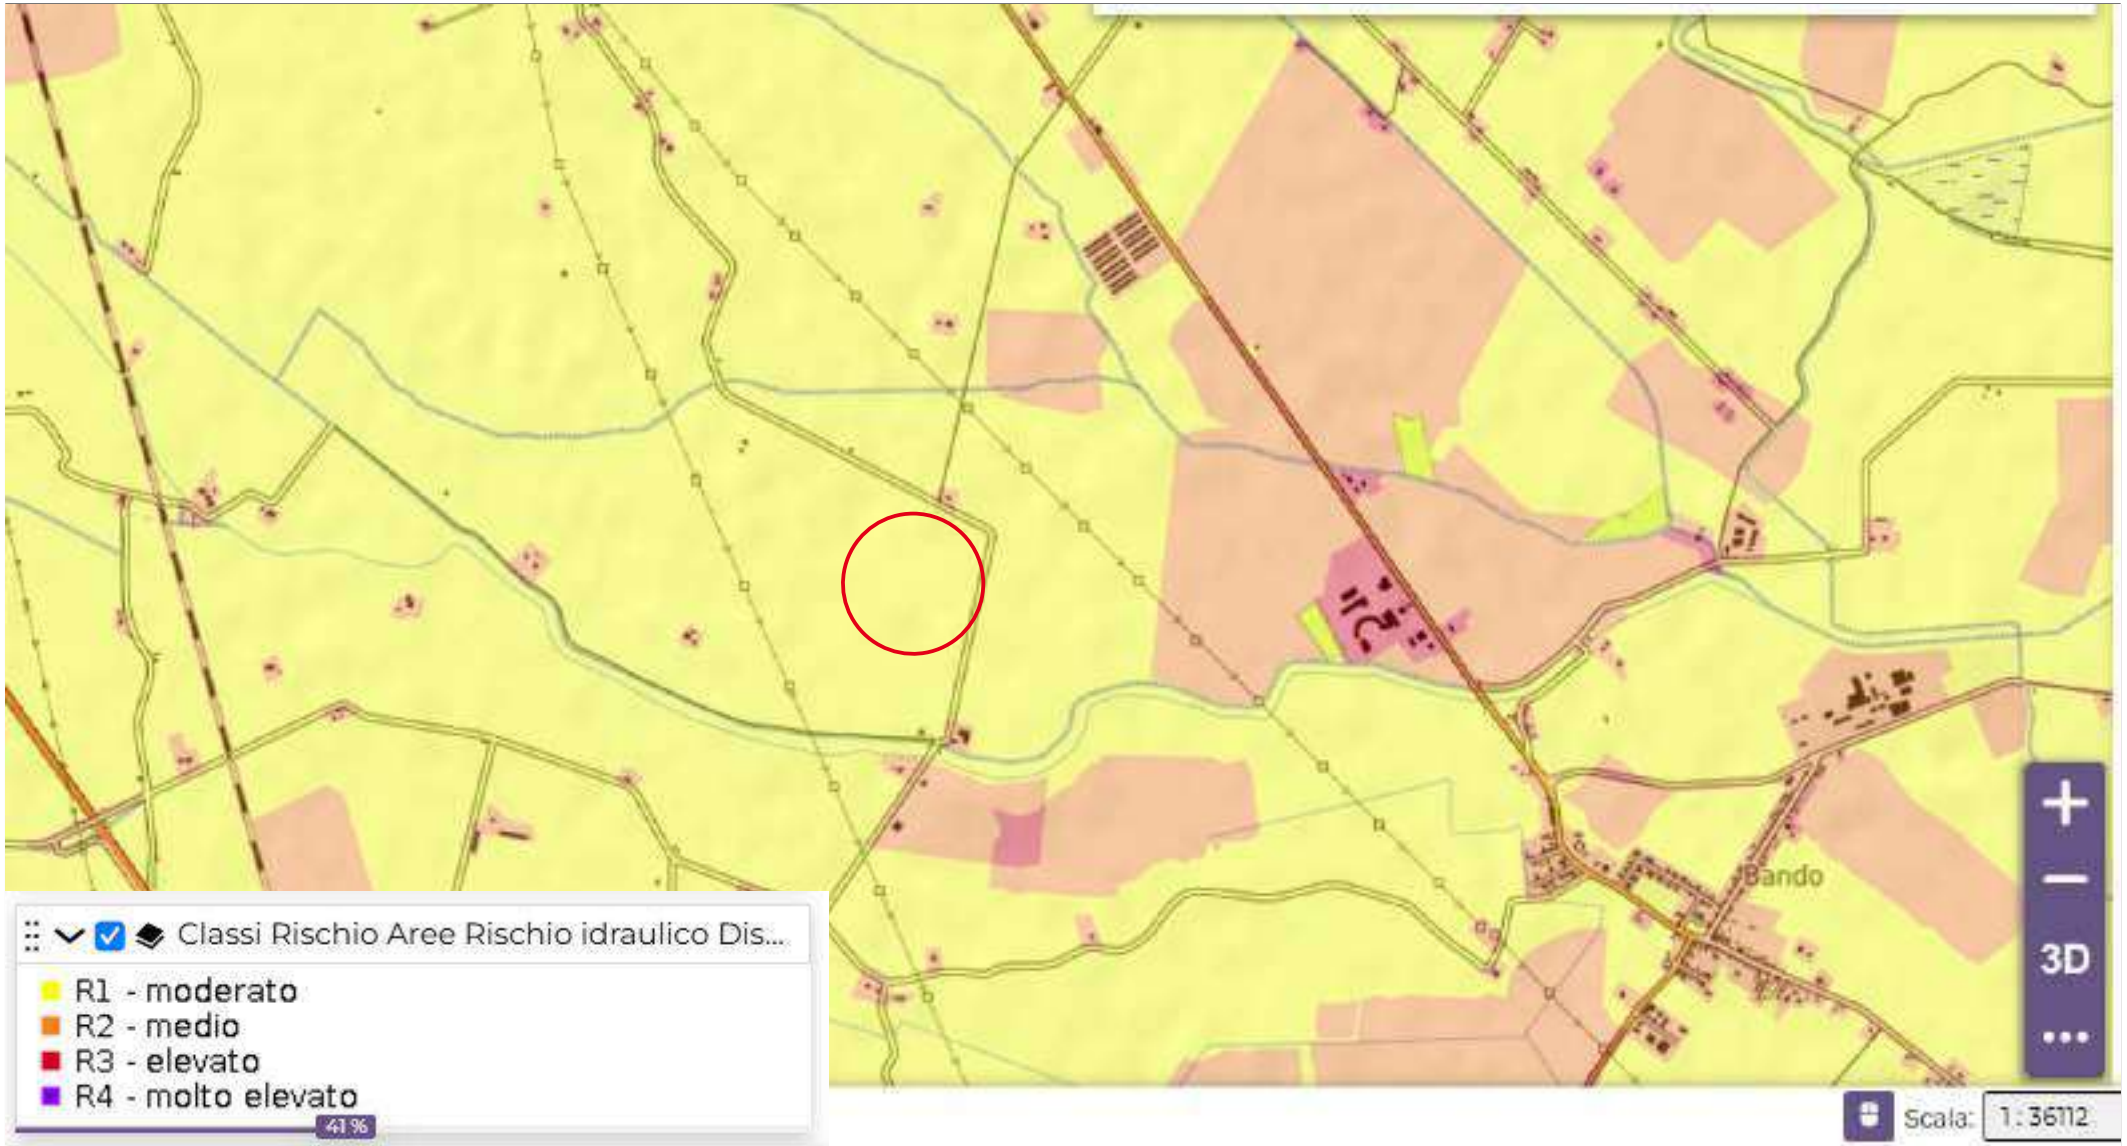 Bando
Classi Rischio Aree Rischio idraulico Dis...
R1 - moderato
R2 - medio
R3 - elevato
R4 - molto elevato
41 %
+
−
3D
...
Scala: 1 : 36112